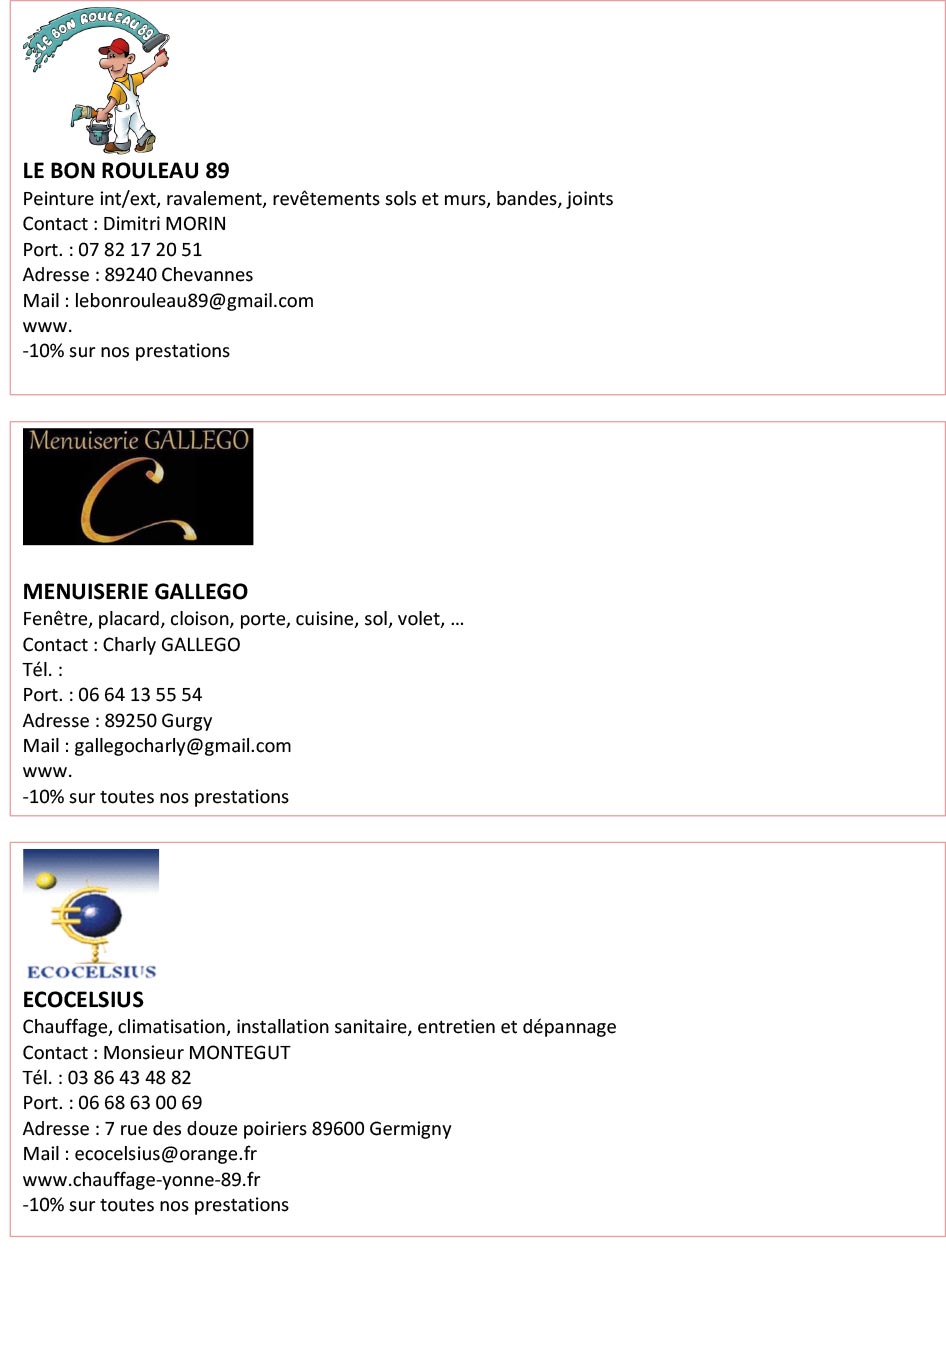 LE BON ROULEAU 89
LE BON ROULEAU 89
Peinture int/ext, ravalement, revêtements sols et murs, bandes, joints
Contact : Dimitri MORIN
Port. : 07 82 17 20 51
Adresse : 89240 Chevannes
Mail : lebonrouleau89@gmail.com
www.
-10% sur nos prestations
Menuiserie GALLEGO
MENUISERIE GALLEGO
Fenêtre, placard, cloison, porte, cuisine, sol, volet, ...
Contact : Charly GALLEGO
Tél. :
Port. : 06 64 13 55 54
Adresse : 89250 Gurgy
Mail : gallegocharly@gmail.com
www.
-10% sur toutes nos prestations
ECOCELSIUS
ECOCELSIUS
Chauffage, climatisation, installation sanitaire, entretien et dépannage
Contact : Monsieur MONTEGUT
Tél. : 03 86 43 48 82
Port. : 06 68 63 00 69
Adresse : 7 rue des douze poiriers 89600 Germigny
Mail : ecocelsius@orange.fr
www.chauffage-yonne-89.fr
-10% sur toutes nos prestations